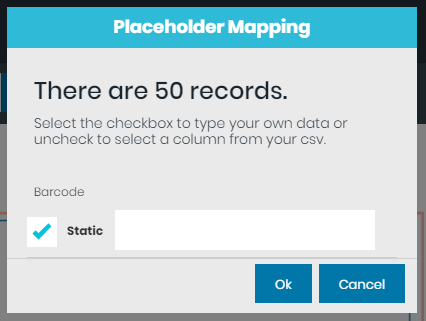 Placeholder Mapping
There are 50 records.
Select the checkbox to type your own data or
uncheck to select a column from your csv.
Barcode
Static
Ok Cancel